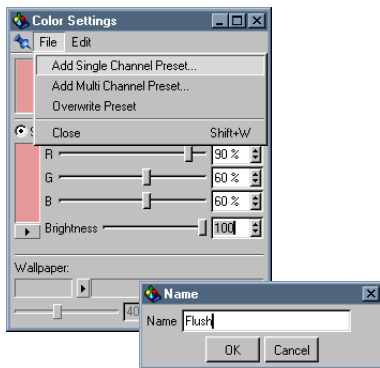 Color Settings
File Edit
Add Single Channel Preset...
Add Multi Channel Preset...
Overwrite Preset
Close Shift+W
R 90 %
G 60 %
B 60 %
Brightness 100
Wallpaper:
40
Name
Name Flush
OK Cancel